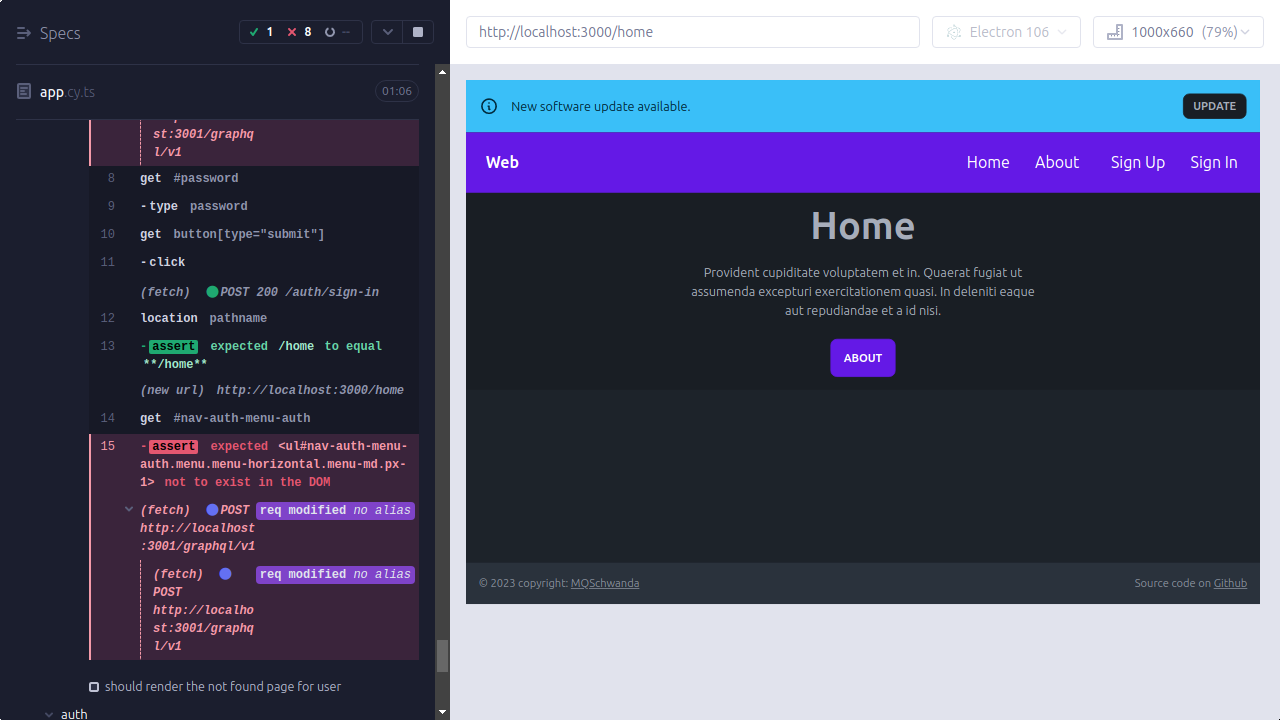 Specs
1
8
--
app.cy.ts
01:06
st:3001/graphq
l/v1
8 get #password
9 -type password
10 get button[type="submit"]
11 -click
(fetch) POST 200 /auth/sign-in
12 location pathname
13 -assert expected /home to equal
**/home**
(new url) http://localhost:3000/home
14 get #nav-auth-menu-auth
15 -assert expected <ul#nav-auth-menu-
auth.menu.menu-horizontal.menu-md.px-
1> not to exist in the DOM
(fetch) POST req modified no alias
http://localhost
:3001/graphql/v1
(fetch) req modified no alias
POST
http://localho
st:3001/graphq
l/v1
should render the not found page for user
auth
http://localhost:3000/home
Electron 106
1000x660 (79%)
New software update available.
UPDATE
Web
Home
About
Sign Up
Sign In
Home
Provident cupiditate voluptatem et in. Quaerat fugiat ut
assumenda excepturi exercitationem quasi. In deleniti eaque
aut repudiandae et a id nisi.
ABOUT
© 2023 copyright: MQSchwanda
Source code on Github